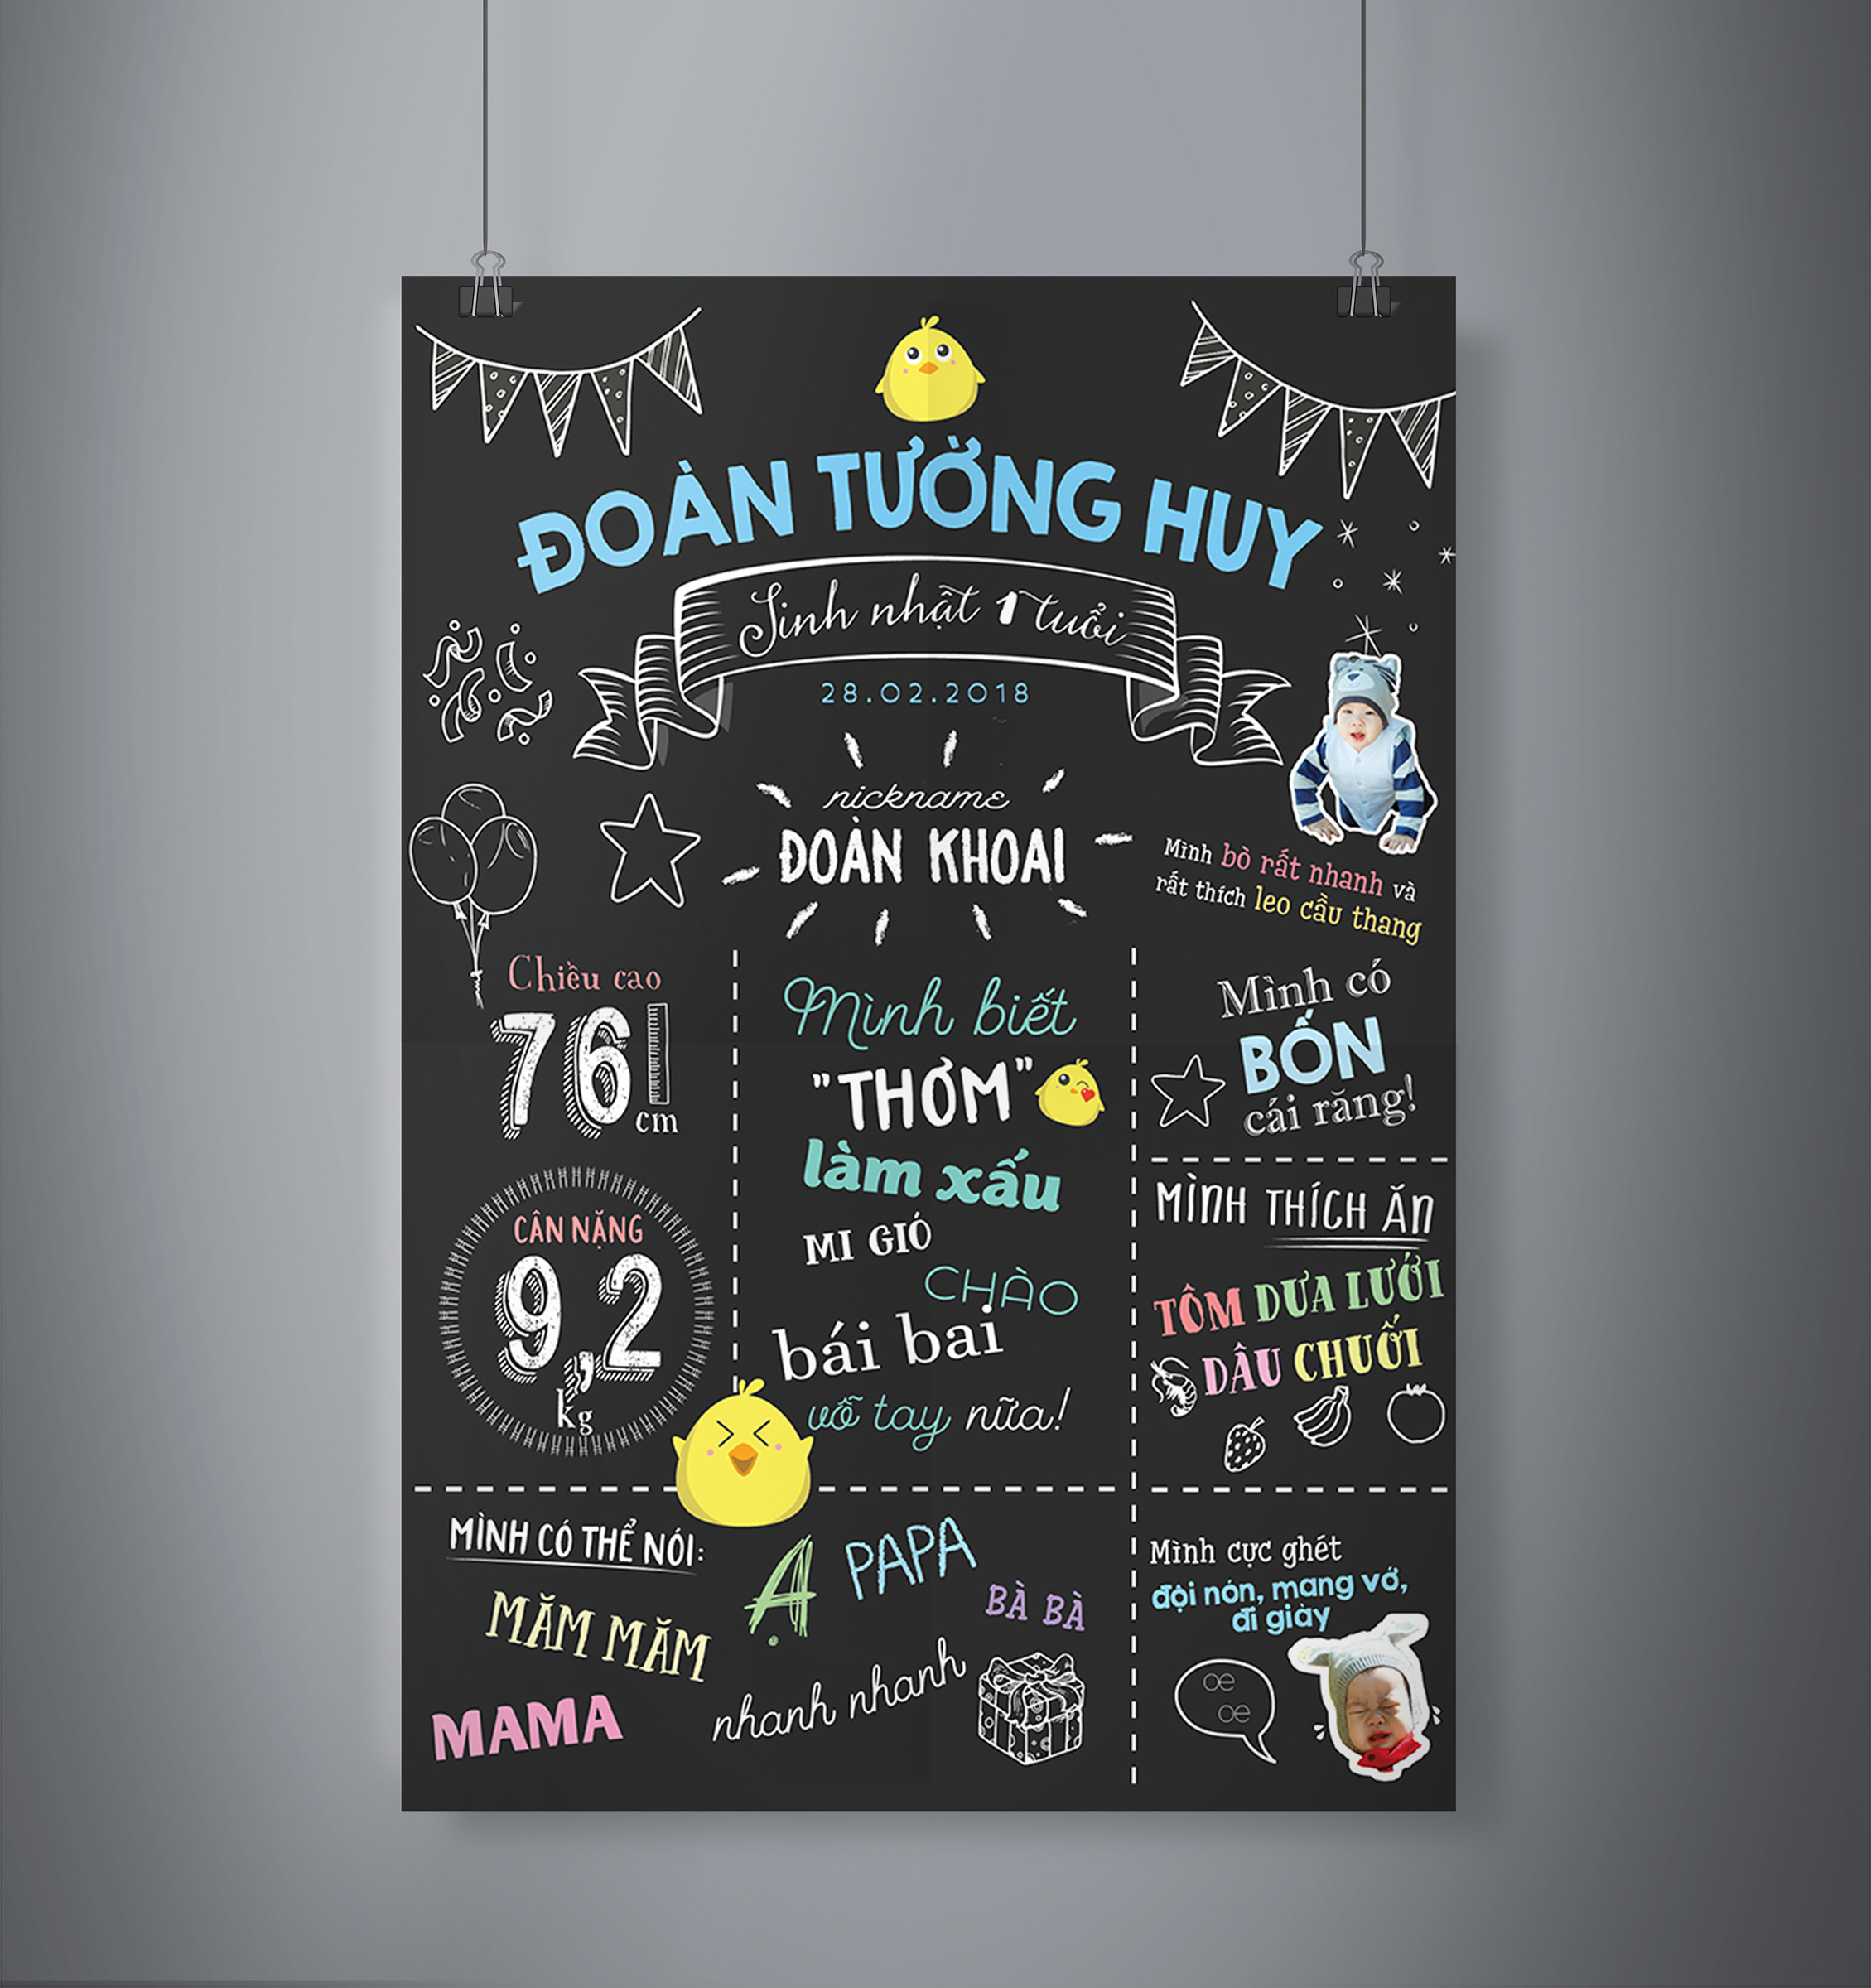 ĐOÀN TƯỜNG HUY
Sinh nhật 1 tuổi
28.02.2018
nickname
ĐOÀN KHOAI
Mình bò rất nhanh và
rất thích leo cầu thang
Chiều cao
76
cm
CÂN NẶNG
9,2
kg
Mình biết
"THƠM"
làm xấu
MI GIÓ
CHÀO
bái bai
vỗ tay nữa!
Mình có
BỐN
cái răng!
MÌNH THÍCH ĂN
TÔM DƯA LƯỚI
DÂU CHUỐI
MÌNH CÓ THỂ NÓI:
MĂM MĂM
Ạ
PAPA
BÀ BÀ
MAMA
nhanh nhanh
Mình cực ghét
đội nón, mang vớ,
đi giày
oe
oe